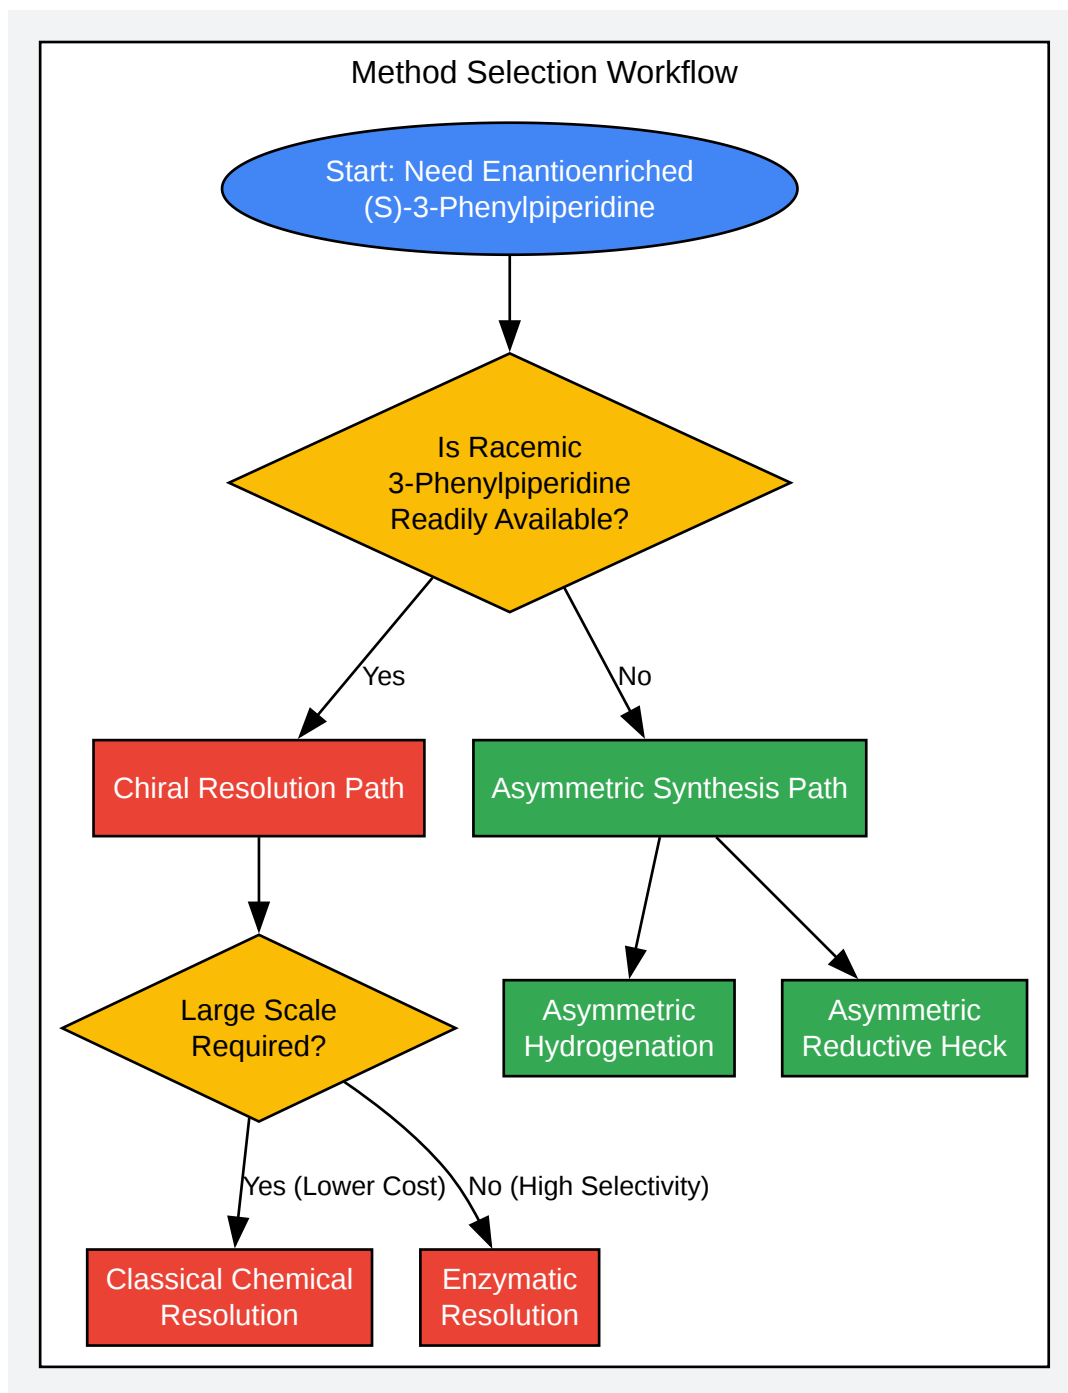 Method Selection Workflow
Start: Need Enantioenriched
(S)-3-Phenylpiperidine
Is Racemic
3-Phenylpiperidine
Readily Available?
Yes
No
Chiral Resolution Path
Asymmetric Synthesis Path
Large Scale
Required?
Asymmetric
Hydrogenation
Asymmetric
Reductive Heck
Yes (Lower Cost)
No (High Selectivity)
Classical Chemical
Resolution
Enzymatic
Resolution